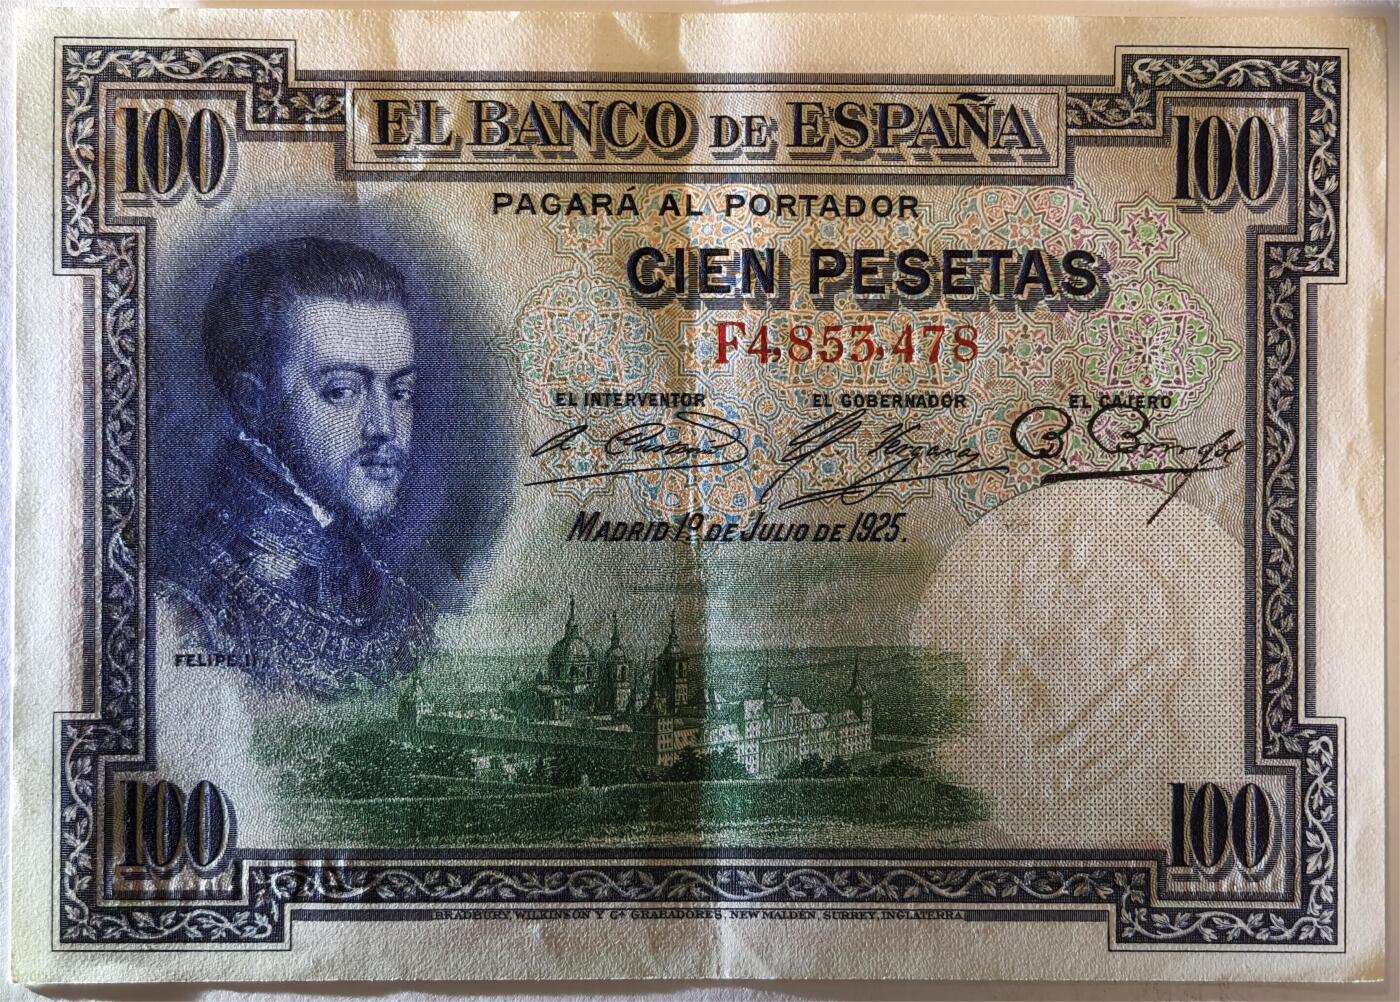 EL BANCO DE ESPAÑA
100
100
PAGARÁ AL PORTADOR
CIEN PESETAS
F4,853,478
EL INTERVENTOR
EL GOBERNADOR
EL CAJERO
MADRID 1º DE JULIO DE 1925.
FELIPE II
100
100
BRADBURY, WILKINSON Y Cª GRABADORES, NEW MALDEN, SURREY, INGLATERRA